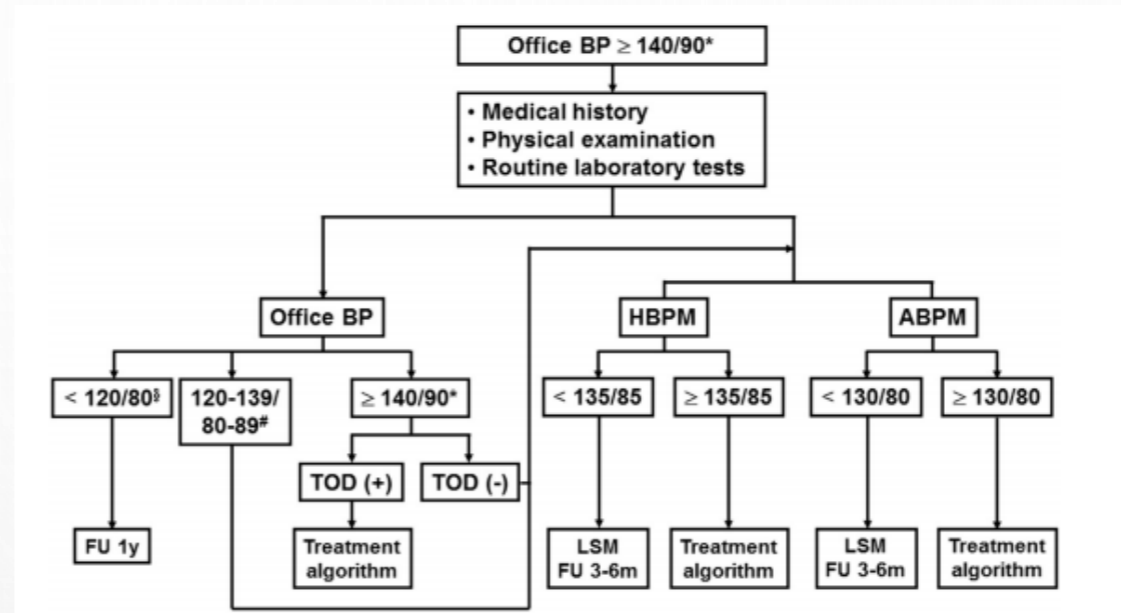 Office BP ≥ 140/90*
• Medical history
• Physical examination
• Routine laboratory tests
Office BP
HBPM
ABPM
< 120/80§
120-139/
80-89#
≥ 140/90*
< 135/85
≥ 135/85
< 130/80
≥ 130/80
TOD (+)
TOD (-)
FU 1y
Treatment
algorithm
LSM
FU 3-6m
Treatment
algorithm
LSM
FU 3-6m
Treatment
algorithm